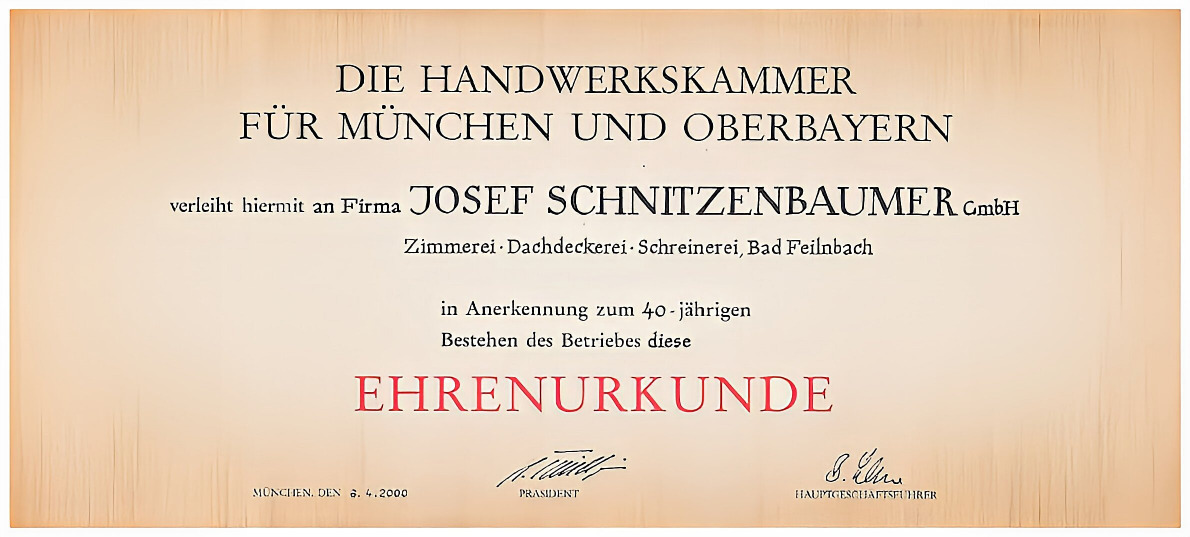 DIE HANDWERKSKAMMER
FÜR MÜNCHEN UND OBERBAYERN
verleiht hiermit an Firma JOSEF SCHNITZENBAUMER GmbH
Zimmerei · Dachdeckerei · Schreinerei, Bad Feilnbach
in Anerkennung zum 40-jährigen
Bestehen des Betriebes diese
EHRENURKUNDE
MÜNCHEN, DEN 6.4.2000 PRÄSIDENT HAUPTGESCHÄFTSFÜHRER